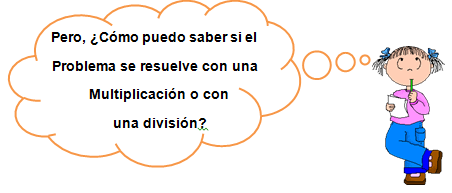 Pero, ¿Cómo puedo saber si el
Problema se resuelve con una
Multiplicación o con
una división?